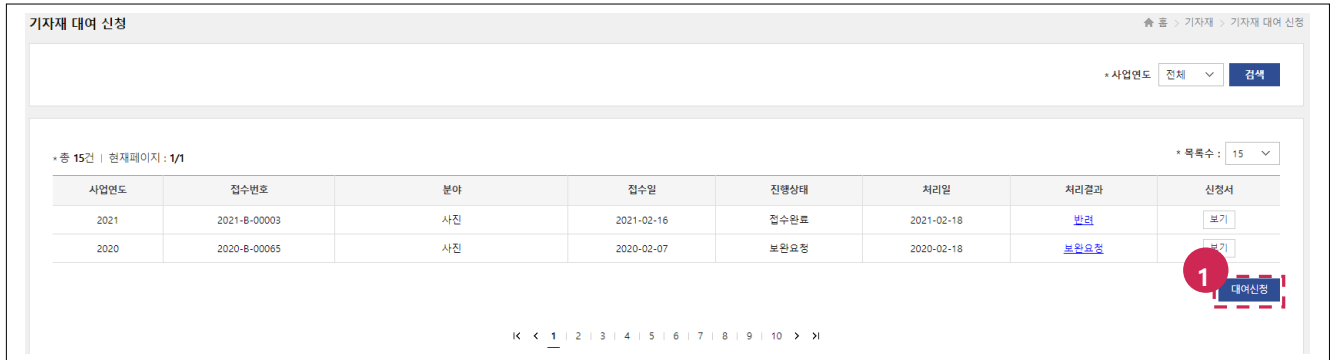 기자재 대여 신청
홈 > 기자재 > 기자재 대여 신청
* 사업연도 전체 검색
* 총 15건 | 현재페이지 : 1/1
* 목록수 : 15
사업연도 접수번호 분야 접수일 진행상태 처리일 처리결과 신청서
2021 2021-B-00003 사진 2021-02-16 접수완료 2021-02-18 반려 보기
2020 2020-B-00065 사진 2020-02-07 보완요청 2020-02-18 보완요청 보기
1
대여신청
1 | 2 | 3 | 4 | 5 | 6 | 7 | 8 | 9 | 10